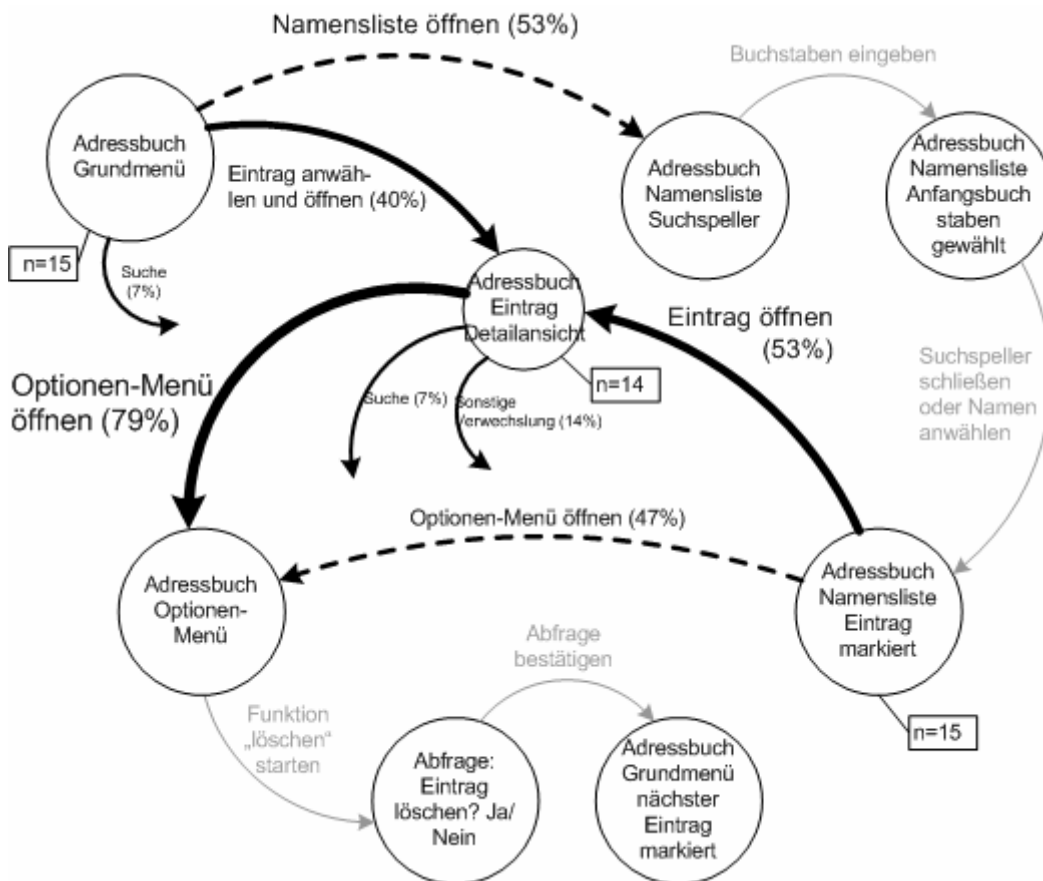 Namensliste öffnen (53%)
Buchstaben eingeben
Adressbuch
Grundmenü
Eintrag anwäh-
len und öffnen (40%)
Adressbuch
Namensliste
Suchspeller
Adressbuch
Namensliste
Anfangsbuch
staben
gewählt
n=15
Suche
(7%)
Adressbuch
Eintrag
Detailansicht
Eintrag öffnen
(53%)
n=14
Optionen-Menü
öffnen (79%)
Suche (7%)
Sonstige
Verwechslung (14%)
Suchspeller
schließen
oder Namen
anwählen
Optionen-Menü öffnen (47%)
Adressbuch
Optionen-
Menü
Adressbuch
Namensliste
Eintrag
markiert
n=15
Funktion
„löschen“
starten
Abfrage
bestätigen
Abfrage:
Eintrag
löschen? Ja/
Nein
Adressbuch
Grundmenü
nächster
Eintrag
markiert